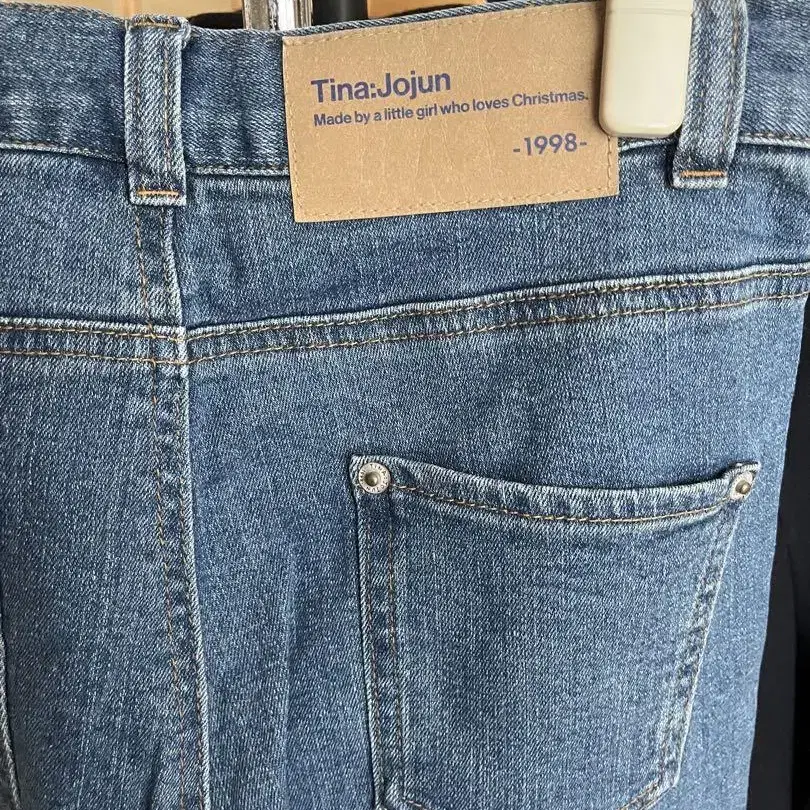 Tina:Jojun
Made by a little girl who loves Christmas.
-1998-